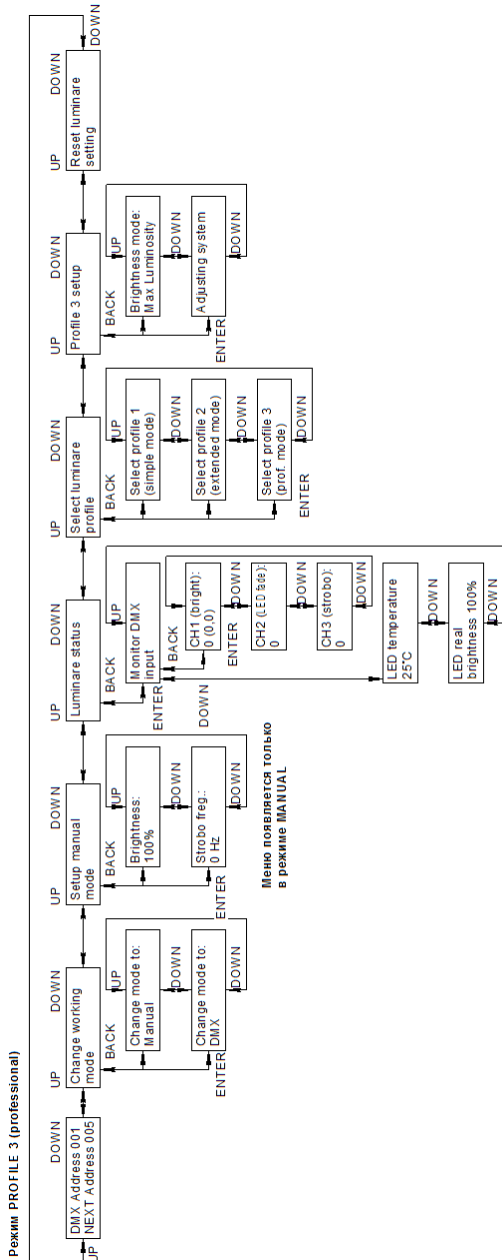 Режим PROFILE 3 (professional)
DOWN
UP
DMX Address 001
NEXT Address 005
UP
DOWN
Change working
mode
BACK
UP
Change mode to:
Manual
DOWN
Change mode to:
DMX
ENTER
DOWN
UP
DOWN
Setup manual
mode
BACK
UP
Brightness:
100%
DOWN
Strobo freg.:
0 Hz
ENTER
DOWN
Меню появляется только
в режиме MANUAL
UP
DOWN
Luminare status
BACK
UP
Monitor DMX
input
ENTER
DOWN
BACK
UP
CH1 (bright):
0 (0,0)
ENTER
DOWN
CH2 (LED fade):
0
DOWN
CH3 (strobo):
0
DOWN
LED temperature
25°C
DOWN
LED real
brightness 100%
DOWN
UP
DOWN
Select luminare
profile
BACK
UP
Select profile 1
(simple mode)
DOWN
Select profile 2
(extended mode)
DOWN
Select profile 3
(prof. mode)
ENTER
DOWN
UP
DOWN
Profile 3 setup
BACK
UP
Brightness mode:
Max Luminosity
DOWN
Adjusting system
ENTER
DOWN
UP
DOWN
Reset luminare
setting
DOWN